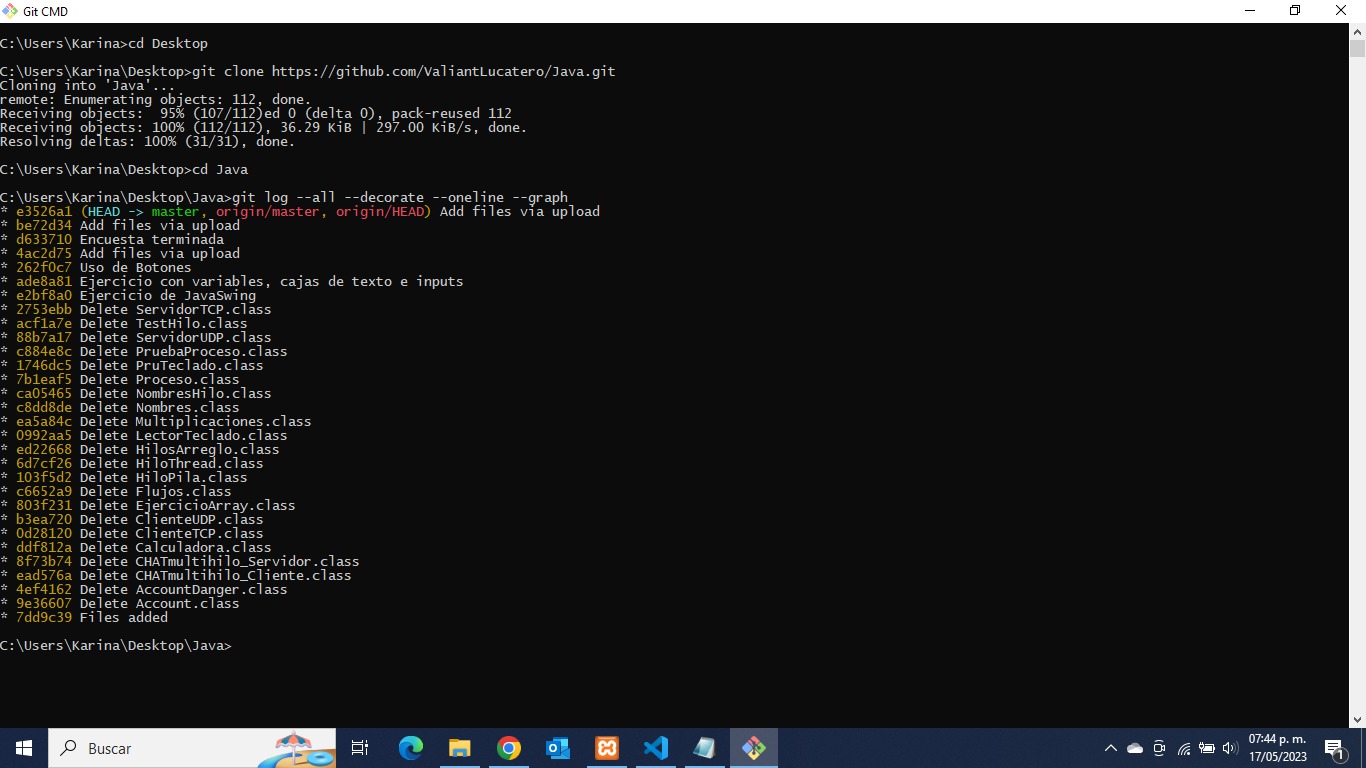 Git CMD
C:\Users\Karina>cd Desktop
C:\Users\Karina\Desktop>git clone https://github.com/ValiantLucatero/Java.git
Cloning into 'Java'...
remote: Enumerating objects: 112, done.
Receiving objects:  95% (107/112)ed 0 (delta 0), pack-reused 112
Receiving objects: 100% (112/112), 36.29 KiB | 297.00 KiB/s, done.
Resolving deltas: 100% (31/31), done.
C:\Users\Karina\Desktop>cd Java
C:\Users\Karina\Desktop\Java>git log --all --decorate --oneline --graph
* e3526a1 (HEAD -> master, origin/master, origin/HEAD) Add files via upload
* be72d34 Add files via upload
* d633710 Encuesta terminada
* 4ac2d75 Add files via upload
* 262f0c7 Uso de Botones
* ade8a81 Ejercicio con variables, cajas de texto e inputs
* e2bf8a0 Ejercicio de JavaSwing
* 2753ebb Delete ServidorTCP.class
* acf1a7e Delete TestHilo.class
* 88b7a17 Delete ServidorUDP.class
* c884e8c Delete PruebaProceso.class
* 1746dc5 Delete PruTeclado.class
* 7b1eaf5 Delete Proceso.class
* ca05465 Delete NombresHilo.class
* c8dd8de Delete Nombres.class
* ea5a84c Delete Multiplicaciones.class
* 0992aa5 Delete LectorTeclado.class
* ed22668 Delete HilosArreglo.class
* 6d7cf26 Delete HiloThread.class
* 103f5d2 Delete HiloPila.class
* c6652a9 Delete Flujos.class
* 803f231 Delete EjercicioArray.class
* b3ea720 Delete ClienteUDP.class
* 0d28120 Delete ClienteTCP.class
* ddf812a Delete Calculadora.class
* 8f73b74 Delete CHATmultihilo_Servidor.class
* ead576a Delete CHATmultihilo_Cliente.class
* 4ef4162 Delete AccountDanger.class
* 9e36607 Delete Account.class
* 7dd9c39 Files added
C:\Users\Karina\Desktop\Java>
Buscar
07:44 p. m.
17/05/2023
1